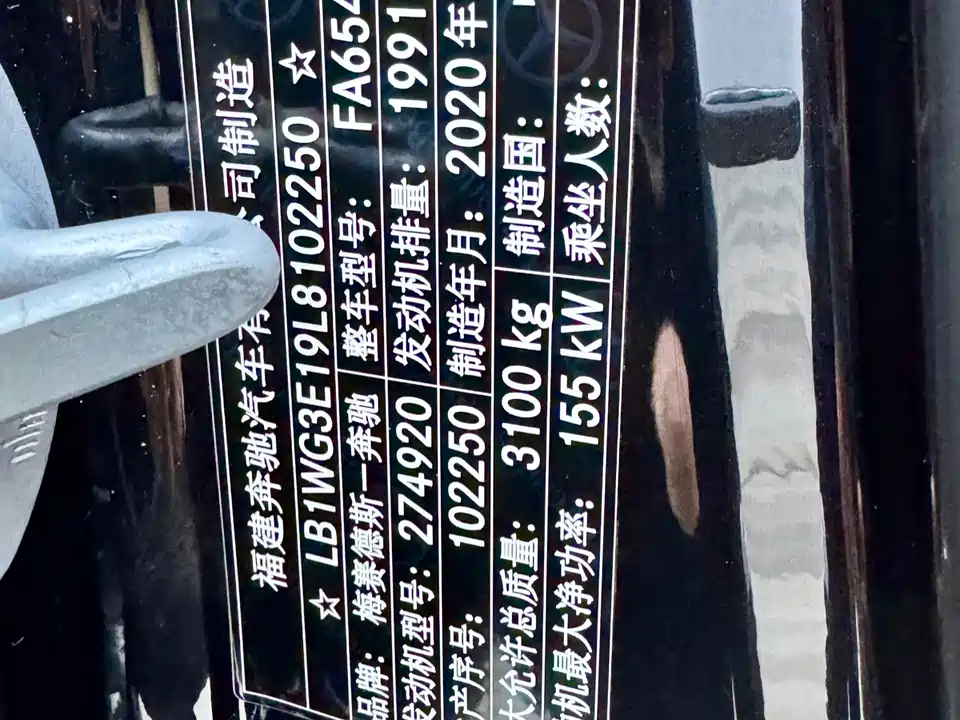 福建奔驰汽车有 司制造
☆ LB1WG3E19L8102250 ☆
品牌： 梅赛德斯—奔驰 整车型号： FA654
发动机型号： 274920 发动机排量： 1991
产序号： 102250 制造年月： 2020年
大允许总质量： 3100 kg 制造国：
机最大净功率： 155 kW 乘坐人数：